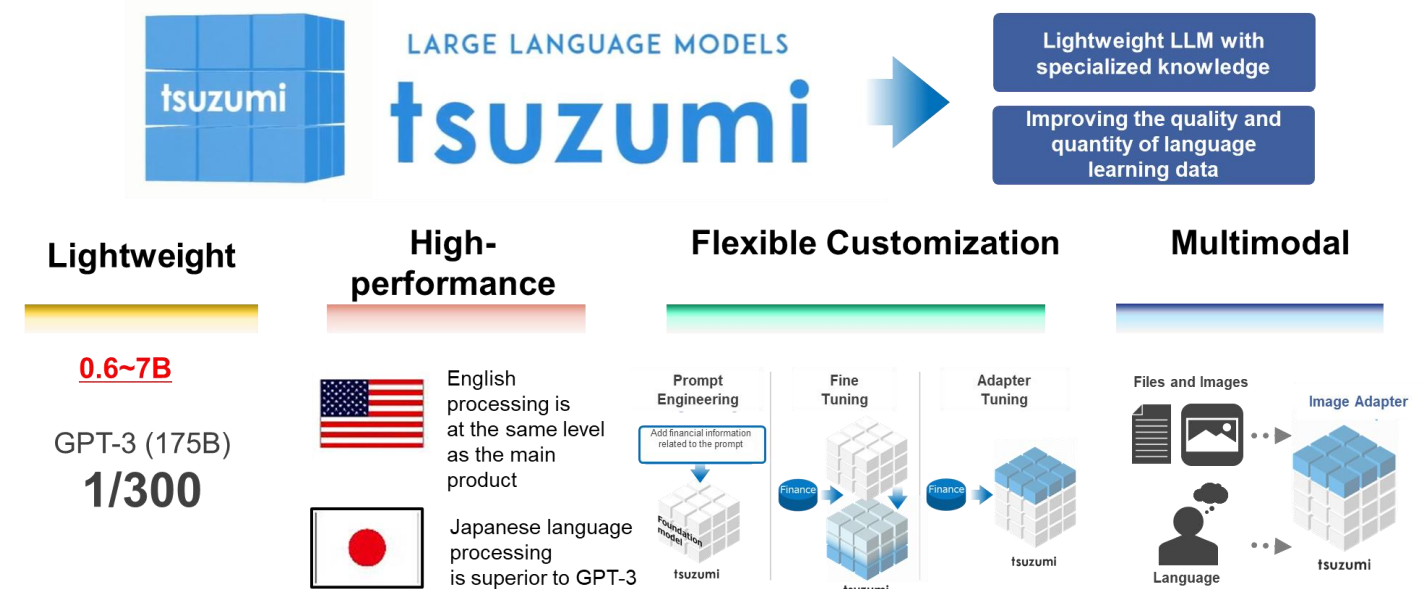 tsuzumi
LARGE LANGUAGE MODELS
tsuzumi
Lightweight LLM with
specialized knowledge
Improving the quality and
quantity of language
learning data
Lightweight
0.6~7B
GPT-3 (175B)
1/300
High-
performance
English
processing is
at the same level
as the main
product
Japanese language
processing
is superior to GPT-3
Flexible Customization
Prompt
Engineering
Add financial information
related to the prompt
Foundation
model
tsuzumi
Fine
Tuning
Finance
tsuzumi
Adapter
Tuning
Finance
tsuzumi
Multimodal
Files and Images
Image Adapter
Language
tsuzumi